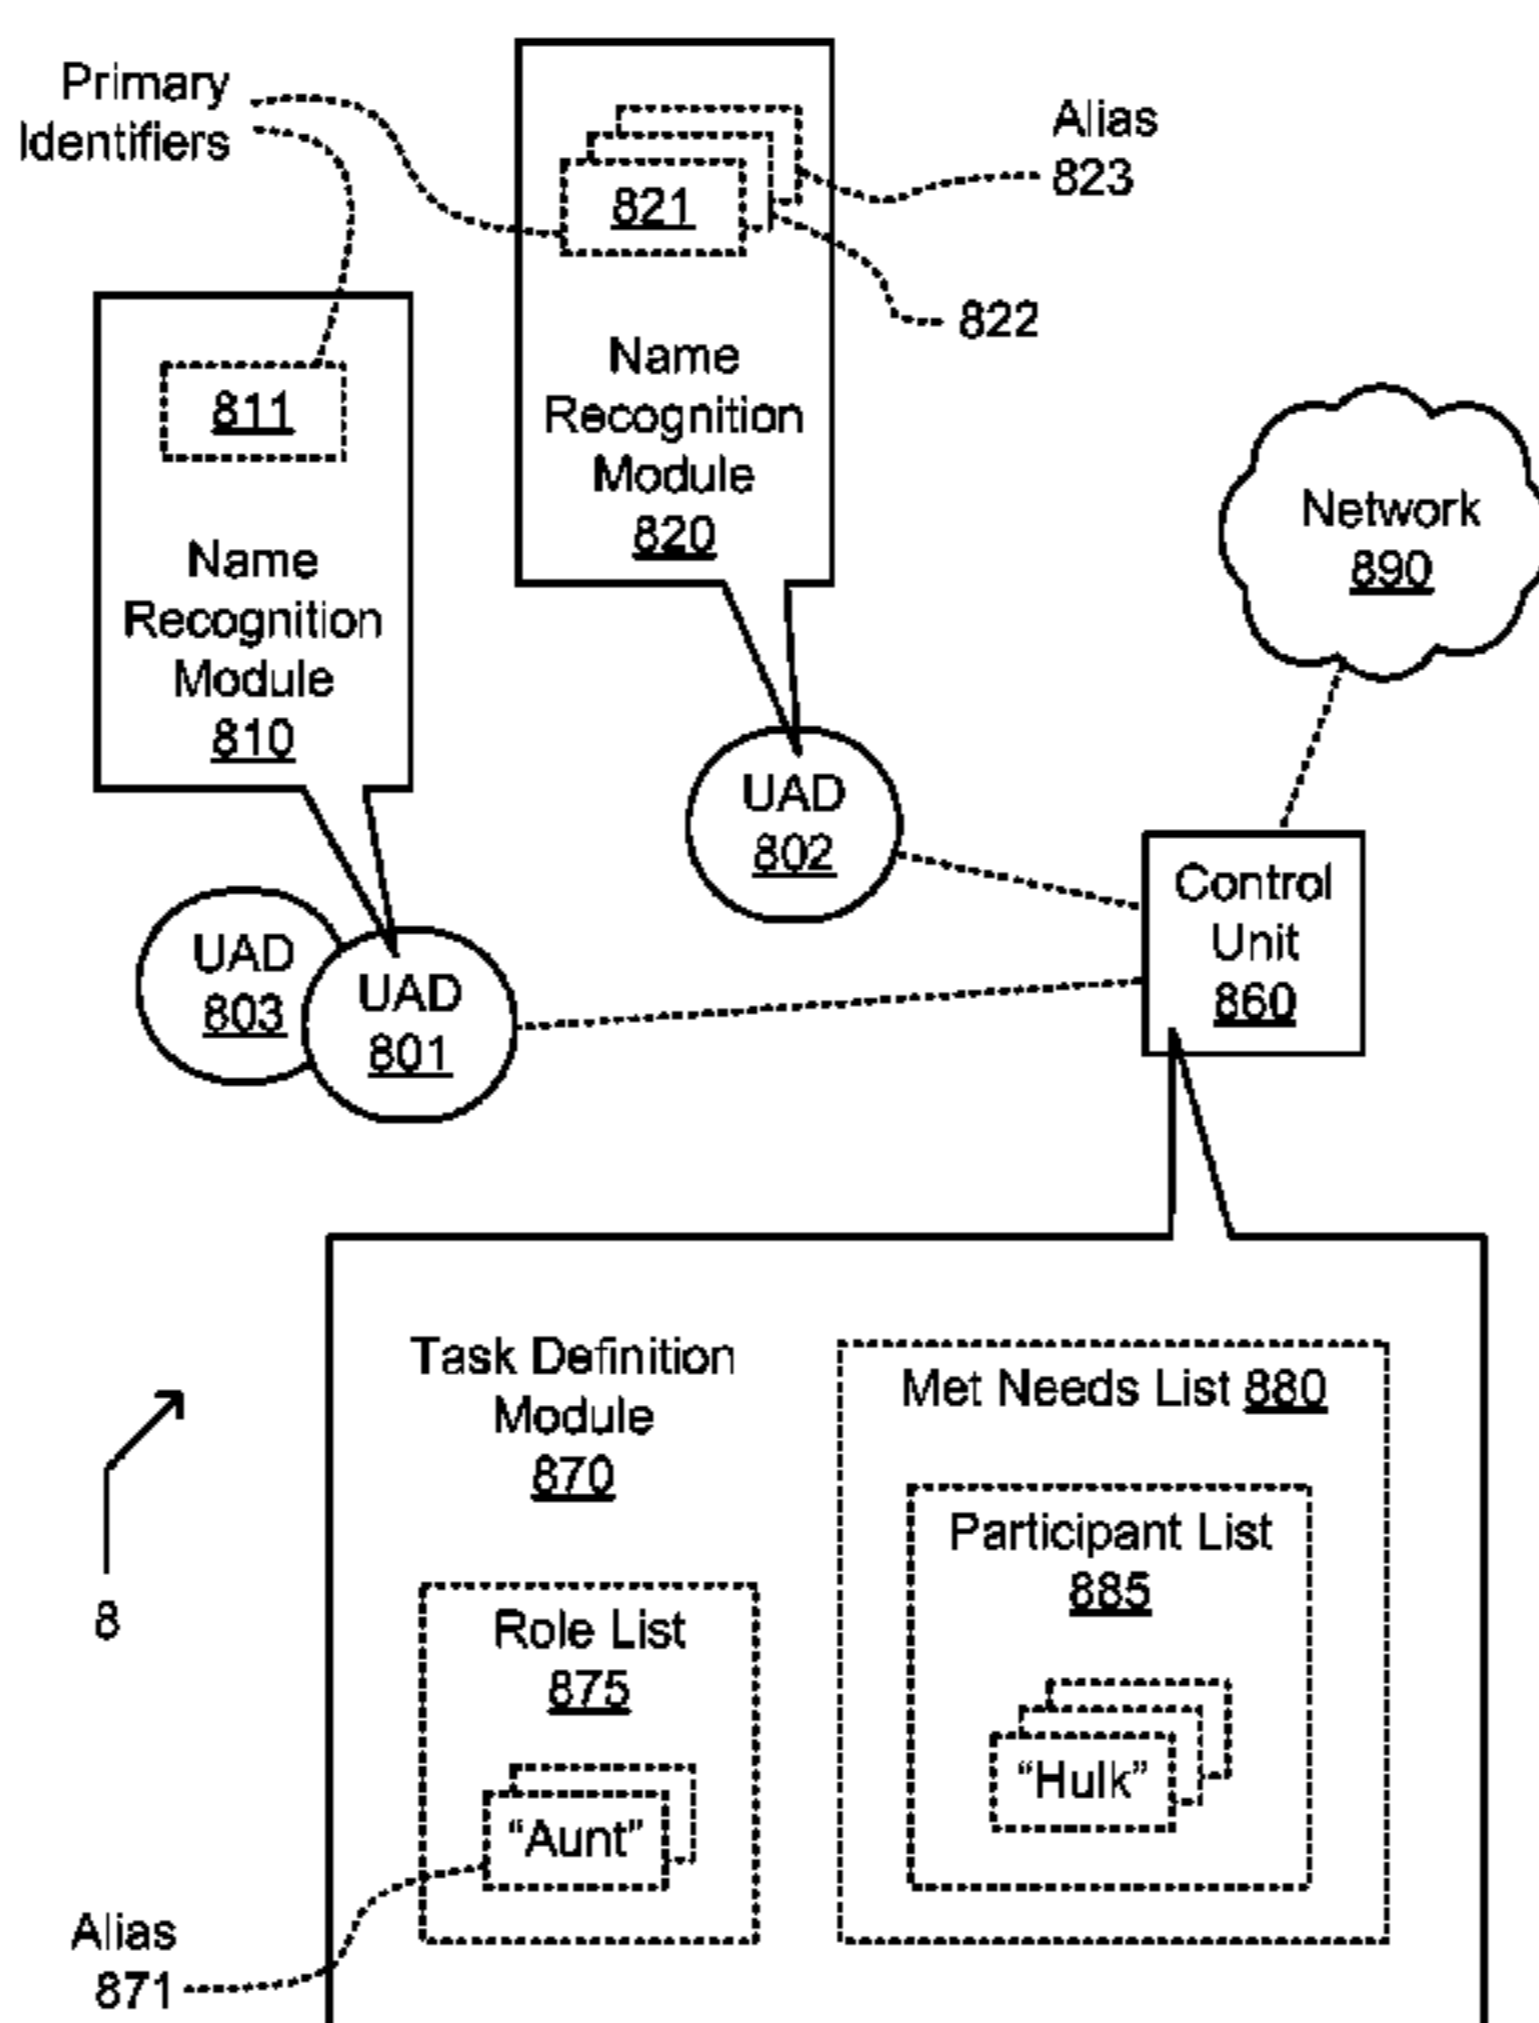 Primary
Identifiers
821
Alias
823
822
811
Name
Recognition
Module
820
Name
Recognition
Module
810
Network
890
UAD
802
Control
Unit
860
UAD
803
UAD
801
Task Definition
Module
870
Met Needs List 880
Participant List
885
8
Role List
875
“Hulk”
“Aunt”
Alias
871